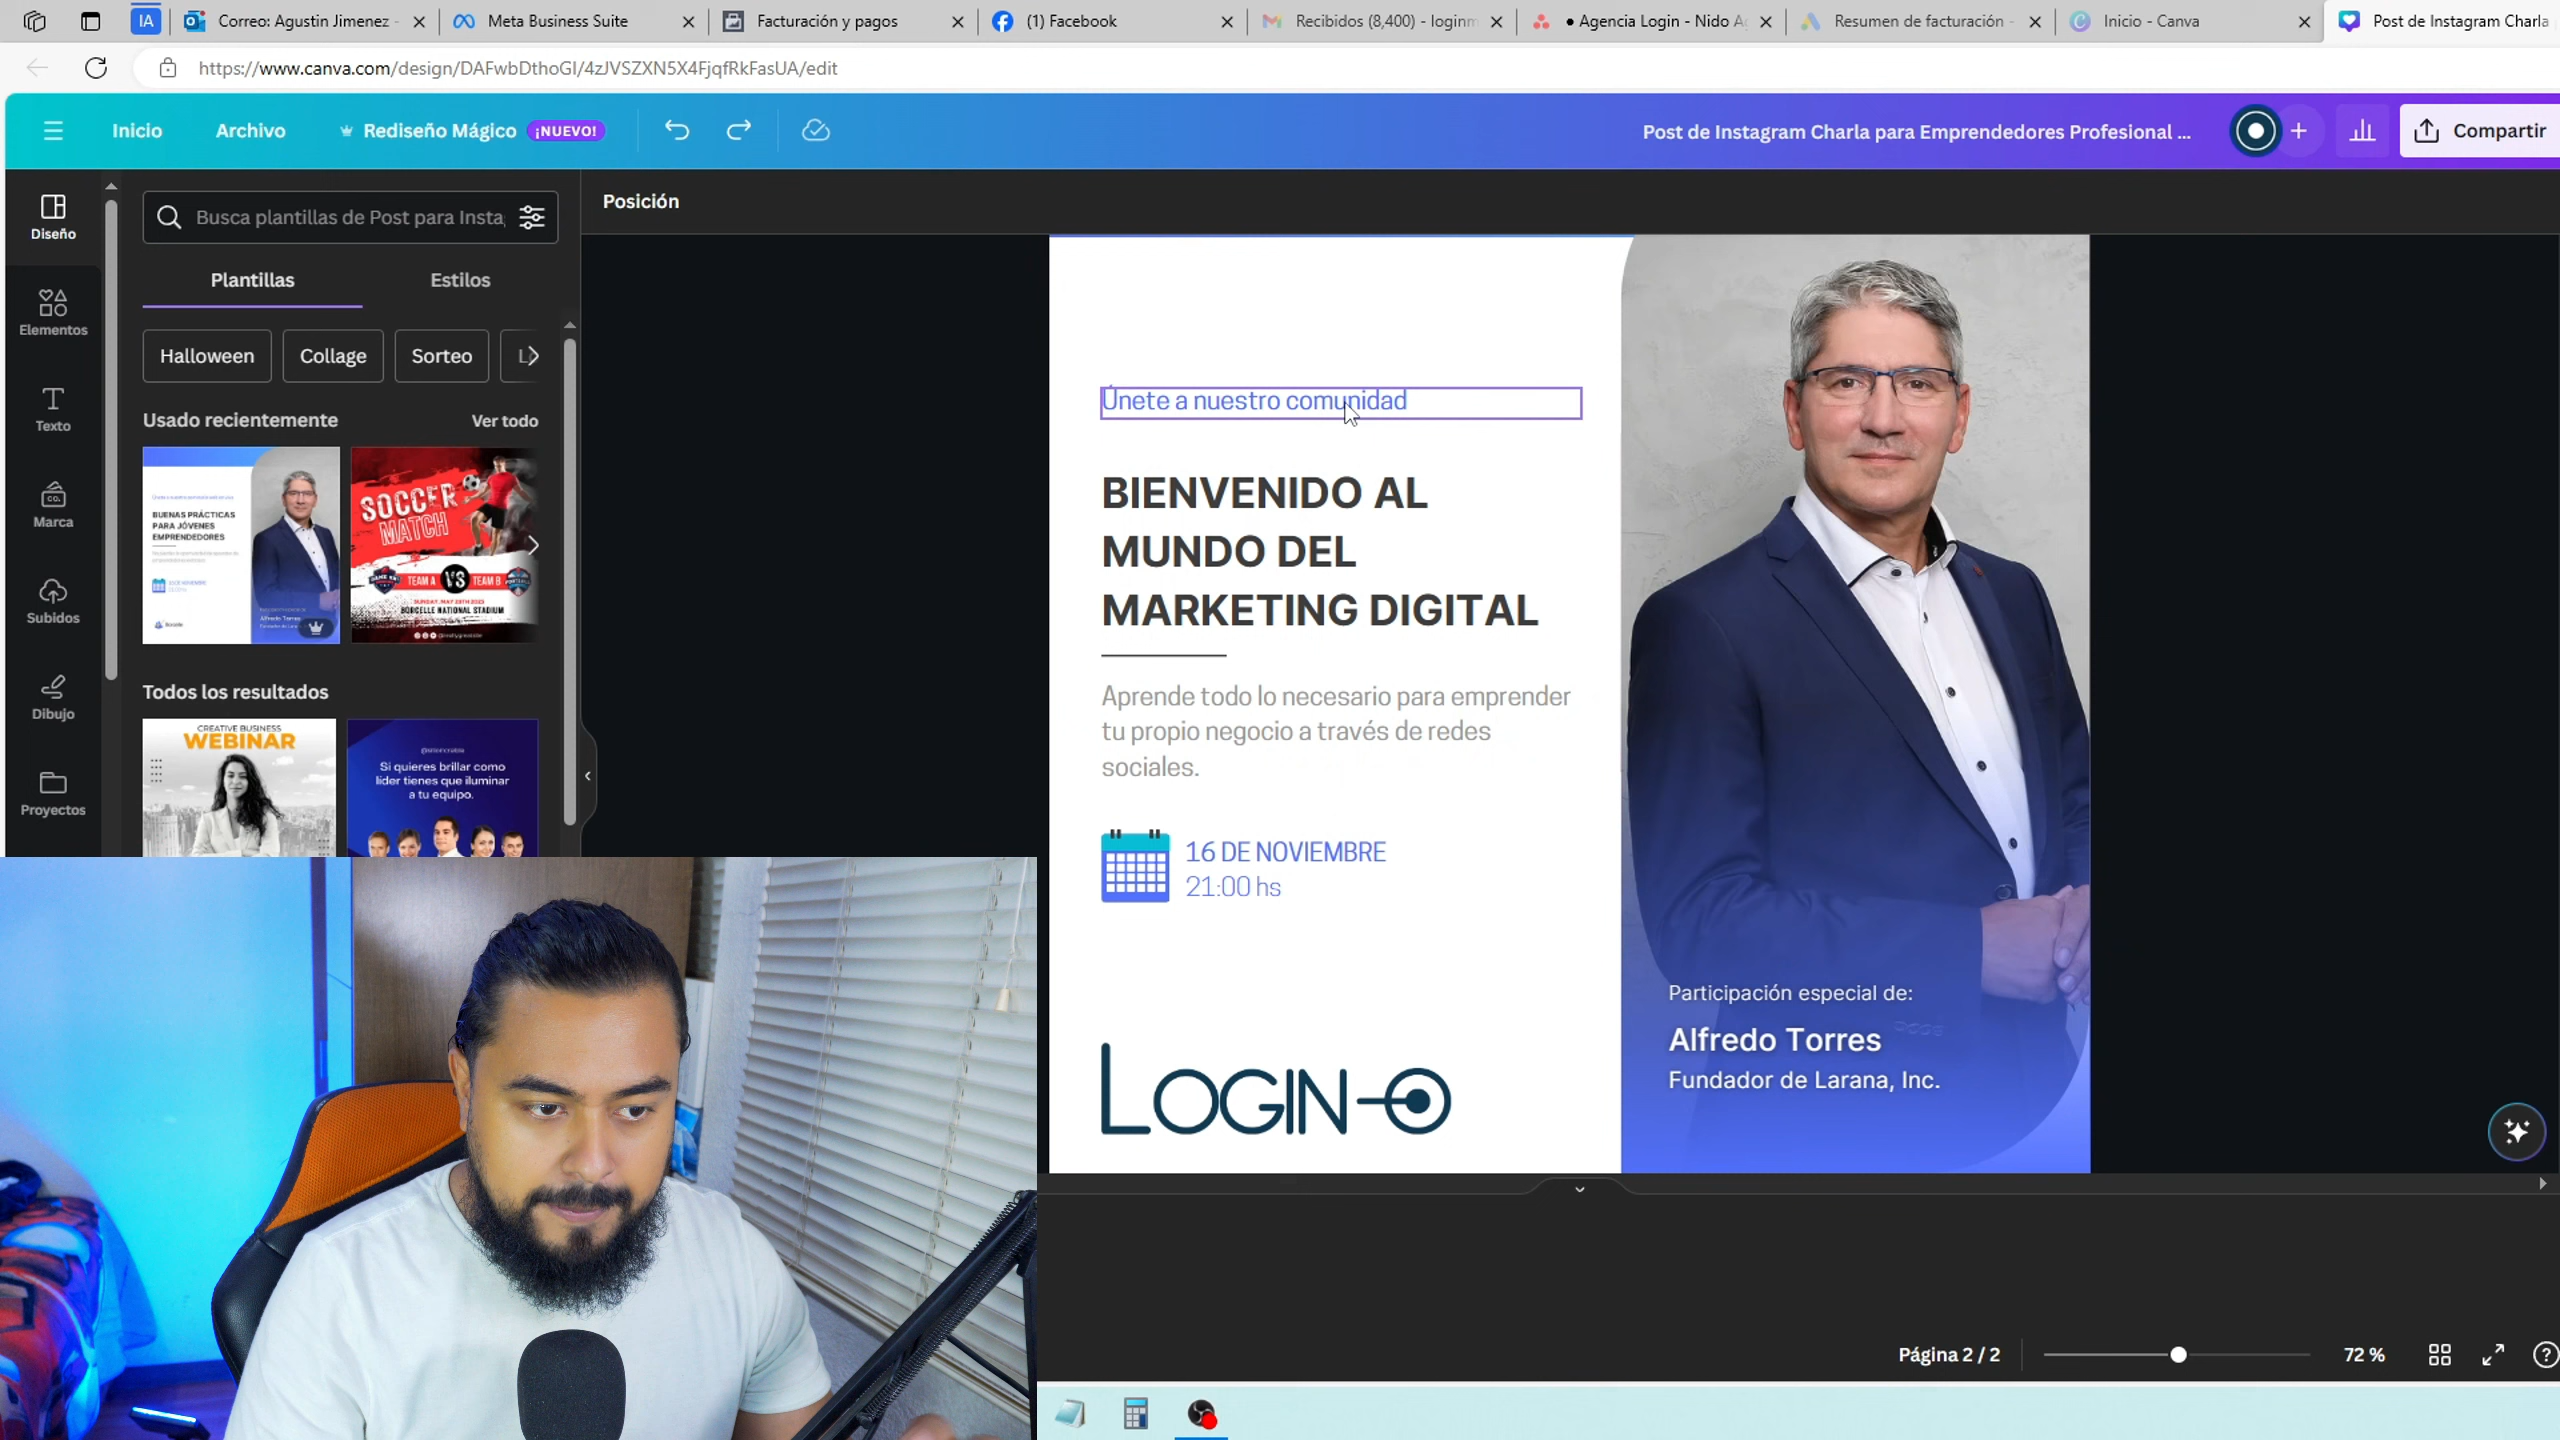 IA
Correo: Agustin Jimenez -
Meta Business Suite
Facturación y pagos
(1) Facebook
Recibidos (8,400) - loginm
• Agencia Login - Nido A
Resumen de facturación -
Inicio - Canva
Post de Instagram Charla
https://www.canva.com/design/DAFwbDthoGI/4zJVSZXN5X4FjqfRkFasUA/edit
Inicio
Archivo
Rediseño Mágico
¡NUEVO!
Post de Instagram Charla para Emprendedores Profesional ...
Compartir
Diseño
Elementos
Texto
Marca
Subidos
Dibujo
Proyectos
Busca plantillas de Post para Insta
Plantillas
Estilos
Halloween
Collage
Sorteo
Usado recientemente
Ver todo
BUENAS PRÁCTICAS
PARA JÓVENES
EMPRENDEDORES
SOCCER
MATCH
TEAM A
VS
TEAM B
BORCELLE NATIONAL STADIUM
Todos los resultados
CREATIVE BUSINESS
WEBINAR
Si quieres brillar como
líder tienes que iluminar
a tu equipo.
Posición
Únete a nuestro comunidad
BIENVENIDO AL
MUNDO DEL
MARKETING DIGITAL
Aprende todo lo necesario para emprender
tu propio negocio a través de redes
sociales.
16 DE NOVIEMBRE
21:00 hs
LOGIN
Participación especial de:
Alfredo Torres
Fundador de Larana, Inc.
Página 2 / 2
72 %